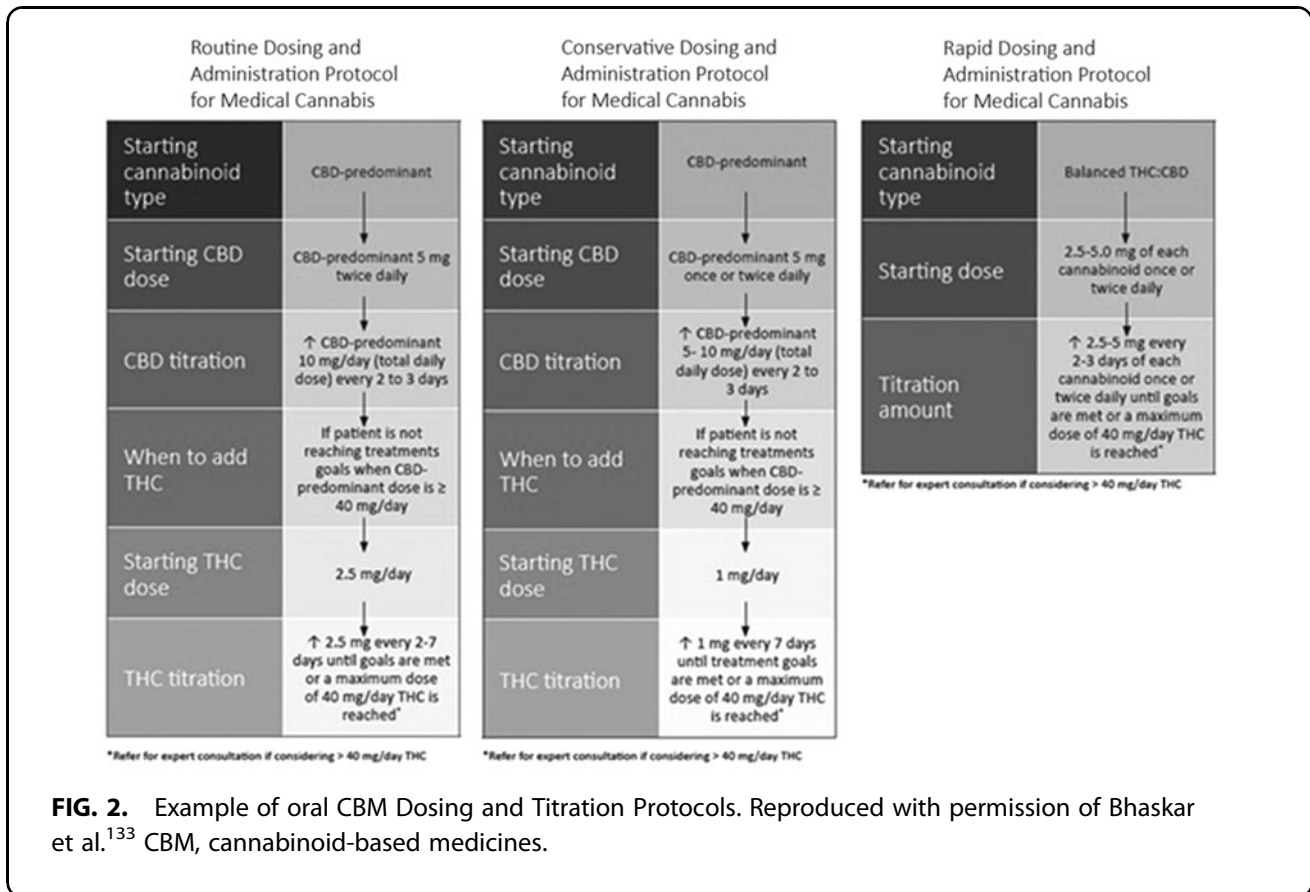 Routine Dosing and
Administration Protocol
for Medical Cannabis
Starting
cannabinoid
type
CBD-predominant
Starting CBD
dose
CBD-predominant 5 mg
twice daily
CBD titration
↑ CBD-predominant
10 mg/day (total daily
dose) every 2 to 3 days
When to add
THC
If patient is not
reaching treatments
goals when CBD-
predominant dose is ≥
40 mg/day
Starting THC
dose
2.5 mg/day
THC titration
↑ 2.5 mg every 2-7
days until goals are met
or a maximum dose
of 40 mg/day THC is
reached*
*Refer for expert consultation if considering > 40 mg/day THC
Conservative Dosing and
Administration Protocol
for Medical Cannabis
Starting
cannabinoid
type
CBD-predominant
Starting CBD
dose
CBD-predominant 5 mg
once or twice daily
CBD titration
↑ CBD-predominant
5- 10 mg/day (total
daily dose) every 2 to
3 days
When to add
THC
If patient is not
reaching treatments
goals when CBD-
predominant dose is ≥
40 mg/day
Starting THC
dose
1 mg/day
THC titration
↑ 1 mg every 7 days
until treatment goals
are met or a maximum
dose of 40 mg/day THC
is reached*
*Refer for expert consultation if considering > 40 mg/day THC
Rapid Dosing and
Administration Protocol
for Medical Cannabis
Starting
cannabinoid
type
Balanced THC:CBD
Starting dose
2.5-5.0 mg of each
cannabinoid once or
twice daily
Titration
amount
↑ 2.5-5 mg every
2-3 days of each
cannabinoid once or
twice daily until goals
are met or a maximum
dose of 40 mg/day THC
is reached*
*Refer for expert consultation if considering > 40 mg/day THC
FIG. 2. Example of oral CBM Dosing and Titration Protocols. Reproduced with permission of Bhaskar
et al.133 CBM, cannabinoid-based medicines.